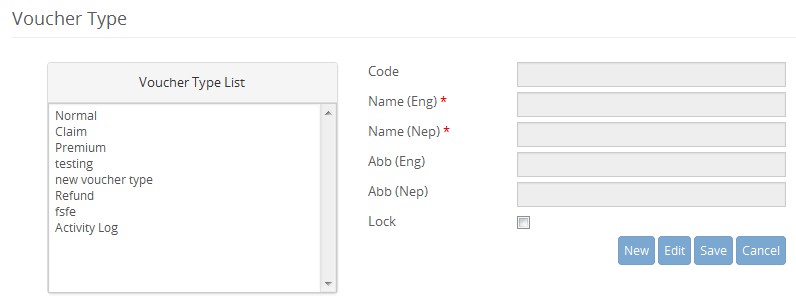 Voucher Type
Voucher Type List
Normal
Claim
Premium
testing
new voucher type
Refund
fsfe
Activity Log
Code
Name (Eng) *
Name (Nep) *
Abb (Eng)
Abb (Nep)
Lock
New Edit Save Cancel